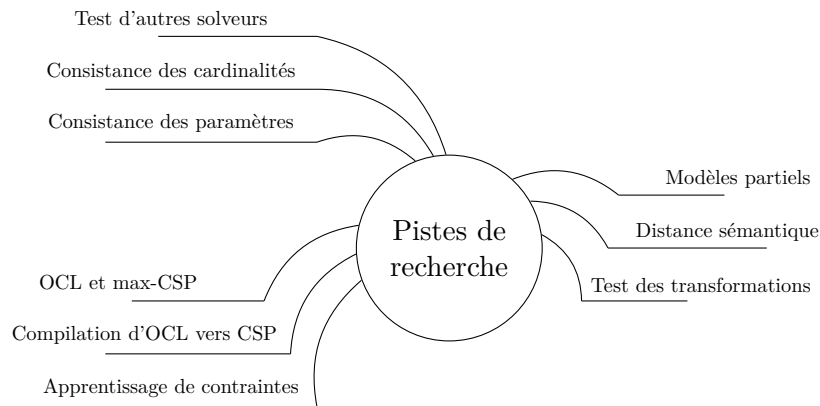 Test d'autres solveurs
Consistance des cardinalités
Consistance des paramètres
Pistes de
recherche
Modèles partiels
Distance sémantique
Test des transformations
OCL et max-CSP
Compilation d'OCL vers CSP
Apprentissage de contraintes